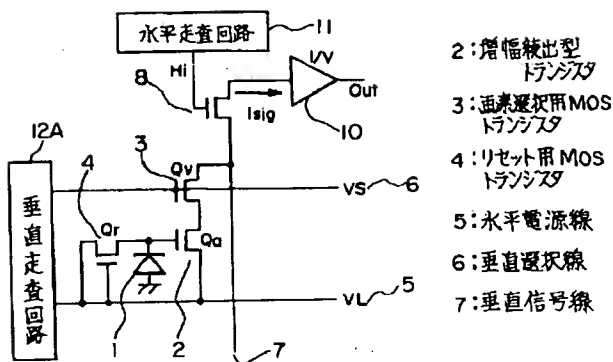 11
水平走査回路
Hi
8
I/V
Out
Isig
10
12A
垂直走査回路
3
Qv
VS
6
4
Qr
Qa
VL
5
1
2
7
2:増幅読出型
トランジスタ
3:画素選択用MOS
トランジスタ
4:リセット用MOS
トランジスタ
5:水平電源線
6:垂直選択線
7:垂直信号線